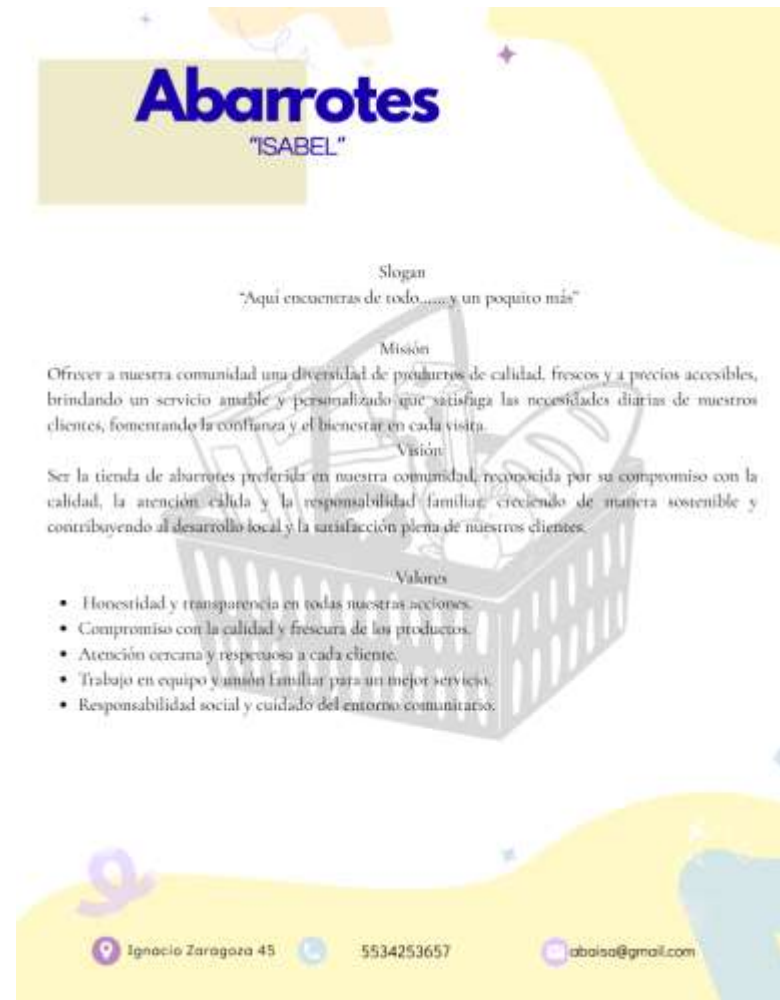 Abarrotes
“ISABEL”
Slogan
“Aquí encuentras de todo...... y un poquito más”
Misión
Ofrecer a nuestra comunidad una diversidad de productos de calidad, frescos y a precios accesibles,
brindando un servicio amable y personalizado que satisfaga las necesidades diarias de nuestros
clientes, fomentando la confianza y el bienestar en cada visita.
Visión
Ser la tienda de abarrotes preferida en nuestra comunidad, reconocida por su compromiso con la
calidad, la atención cálida y la responsabilidad familiar, creciendo de manera sostenible y
contribuyendo al desarrollo local y la satisfacción plena de nuestros clientes.
Valores
• Honestidad y transparencia en todas nuestras acciones.
• Compromiso con la calidad y frescura de los productos.
• Atención cercana y respetuosa a cada cliente.
• Trabajo en equipo y unión familiar para un mejor servicio.
• Responsabilidad social y cuidado del entorno comunitario.
Ignacio Zaragoza 45
5534253657
abaisa@gmail.com